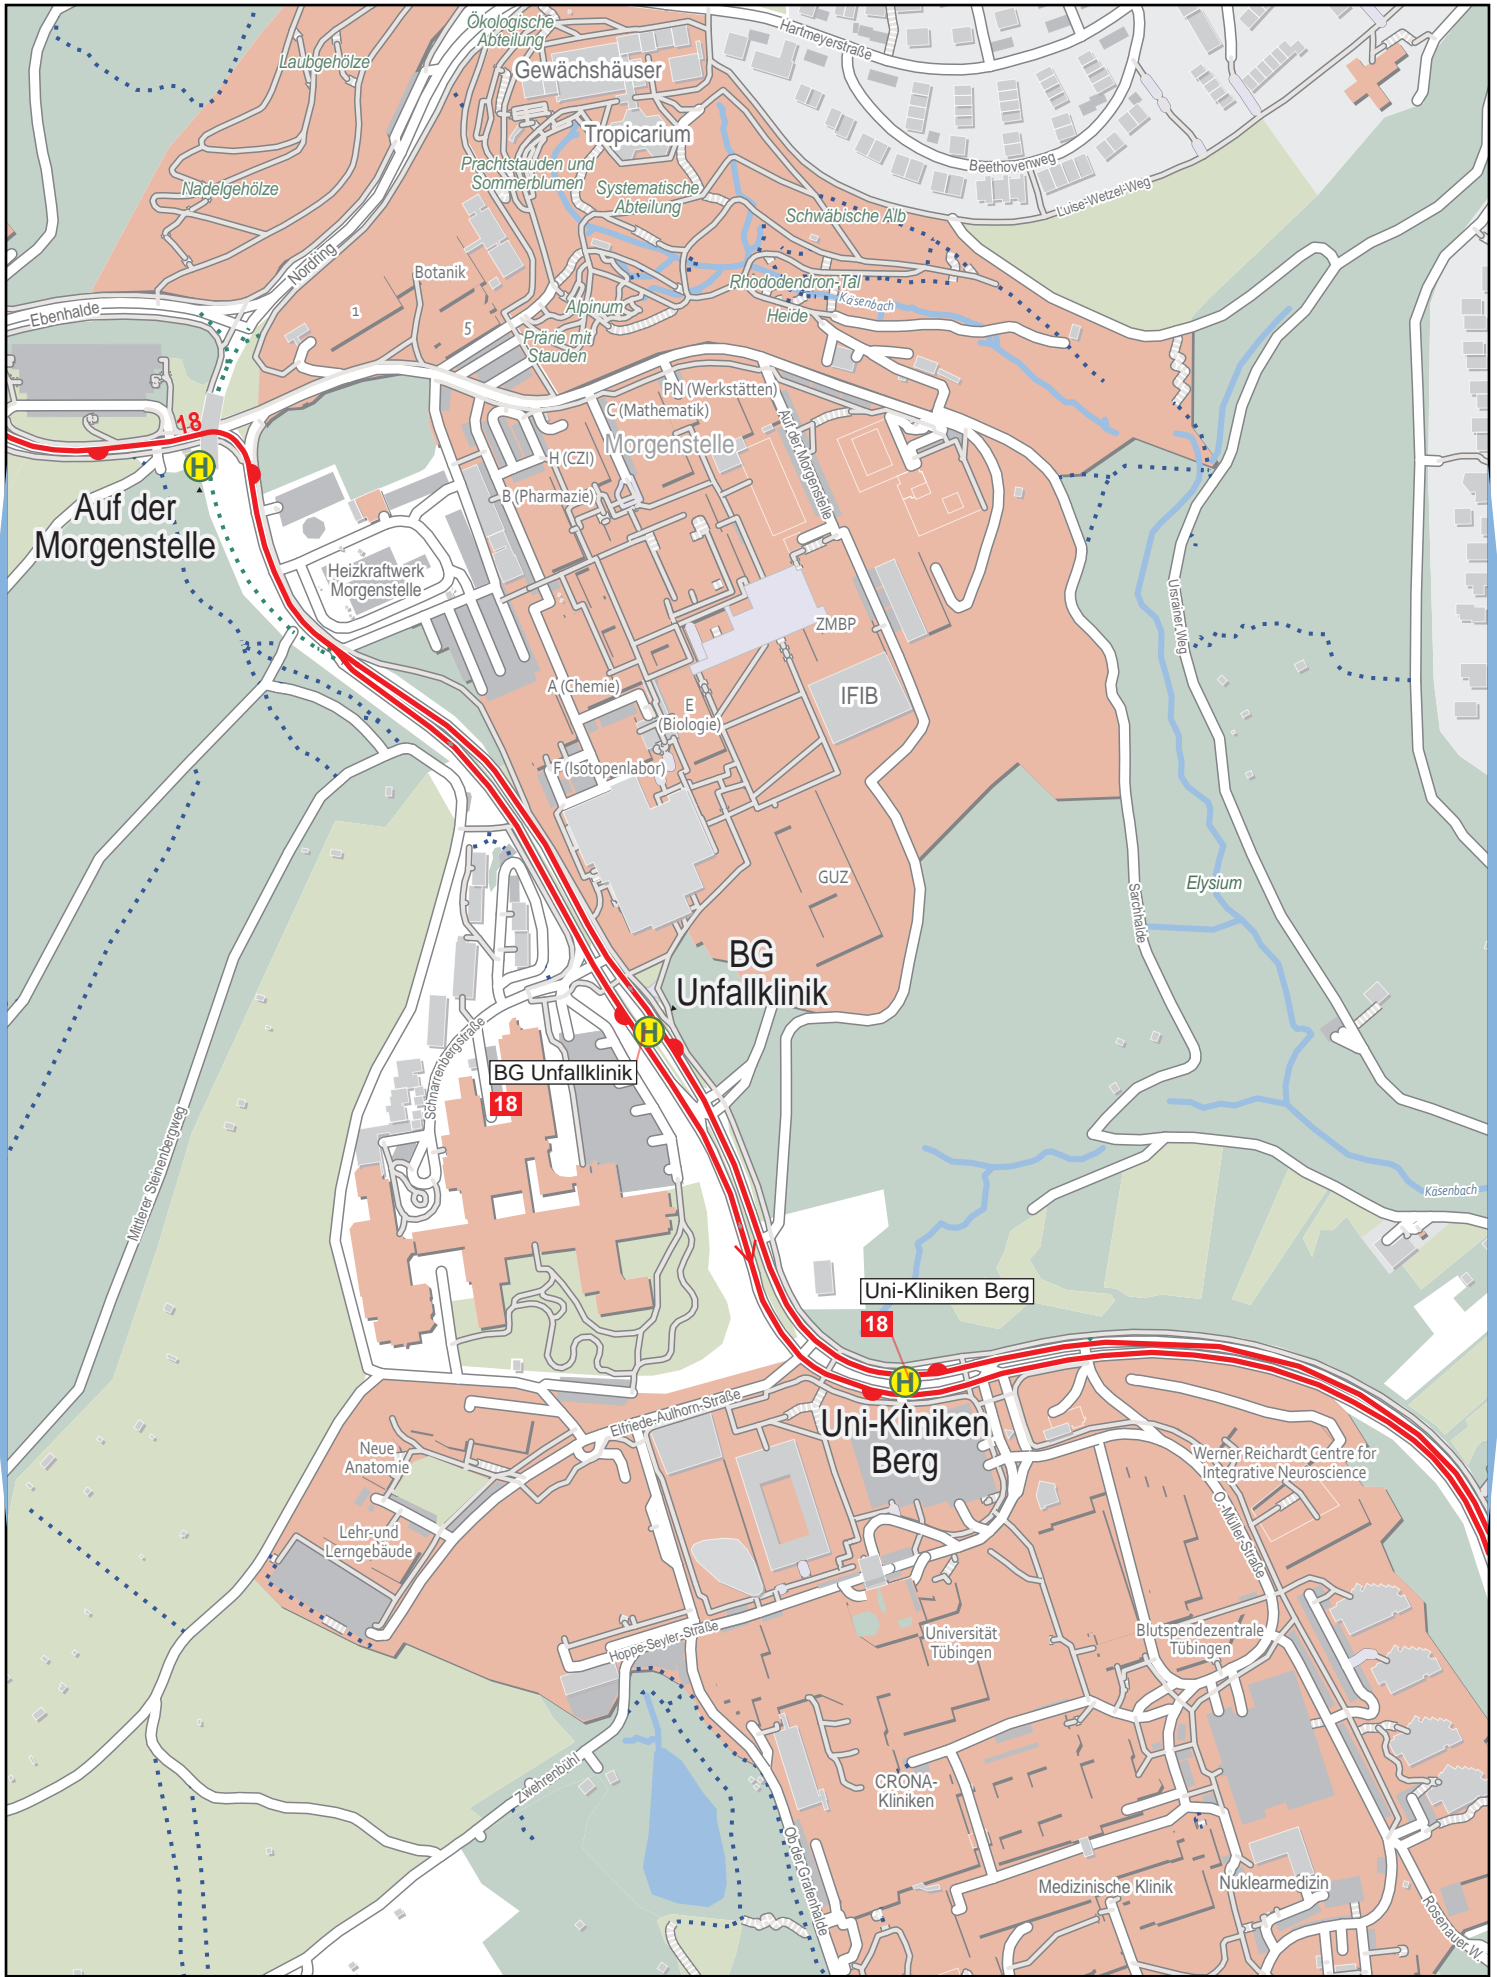 Ökologische
Abteilung
Hartmeyerstraße
Laubgehölze
Gewächshäuser
Tropicarium
Beethovenweg
Prachtstauden und
Sommerblumen
Nadelgehölze
Systematische
Abteilung
Luise-Wetzel-Weg
Schwäbische Alb
Nordring
Botanik
Rhododendron-Tal
Käsenbach
Ebenhalde
1
5
Alpinum
Heide
Prärie mit
Stauden
PN (Werkstätten)
C (Mathematik)
18
Morgenstelle
Auf der Morgenstelle
H (CZI)
H
B (Pharmazie)
Auf der
Morgenstelle
Heizkraftwerk
Morgenstelle
Ursrainer Weg
ZMBP
A (Chemie)
IFIB
E
(Biologie)
F (Isotopenlabor)
GUZ
Elysium
Sarchhalde
BG
Unfallklinik
H
Schnarrenbergstraße
BG Unfallklinik
18
Mittlerer Steinenbergweg
Käsenbach
Uni-Kliniken Berg
18
H
Elfriede-Aulhorn-Straße
Uni-Kliniken
Berg
Neue
Anatomie
Werner Reichardt Centre for
Integrative Neuroscience
O.-Müller-Straße
Lehr-und
Lerngebäude
Hoppe-Seyler-Straße
Universität
Tübingen
Blutspendezentrale
Tübingen
Zwehrenbühl
CRONA-
Kliniken
Ob der Grafenhalde
Medizinische Klinik
Nuklearmedizin
Rosenauer W.